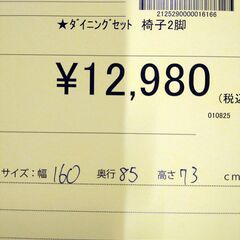 2125290000016166
★ダイニングセット 椅子2脚
¥12,980
(税込
010825
サイズ:幅 160 奥行 85 高さ 73 cm